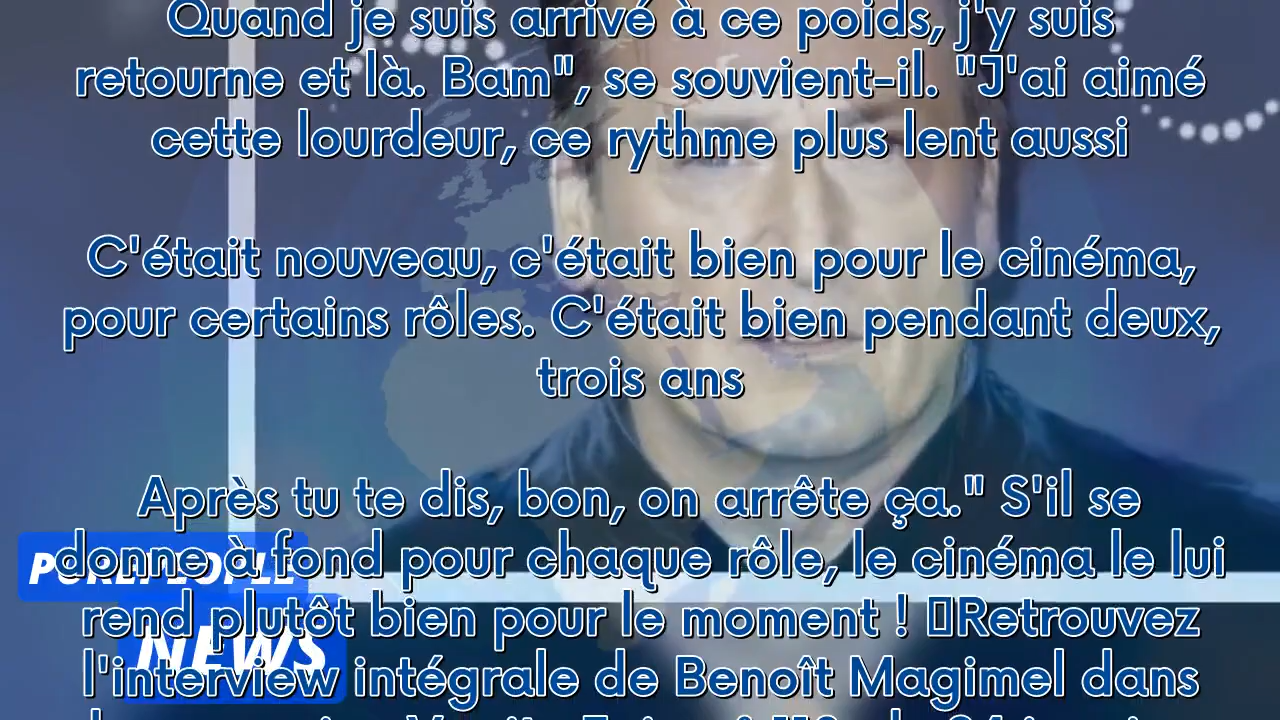 Quand je suis arrivé à ce poids, j'y suis
retourne et là. Bam", se souvient-il. "J'ai aimé
cette lourdeur, ce rythme plus lent aussi
C'était nouveau, c'était bien pour le cinéma,
pour certains rôles. C'était bien pendant deux,
trois ans
Après tu te dis, bon, on arrête ça." S'il se
donne à fond pour chaque rôle, le cinéma le lui
rend plutôt bien pour le moment ! Retrouvez
l'interview intégrale de Benoît Magimel dans
PUREPEOPLE
NEWS